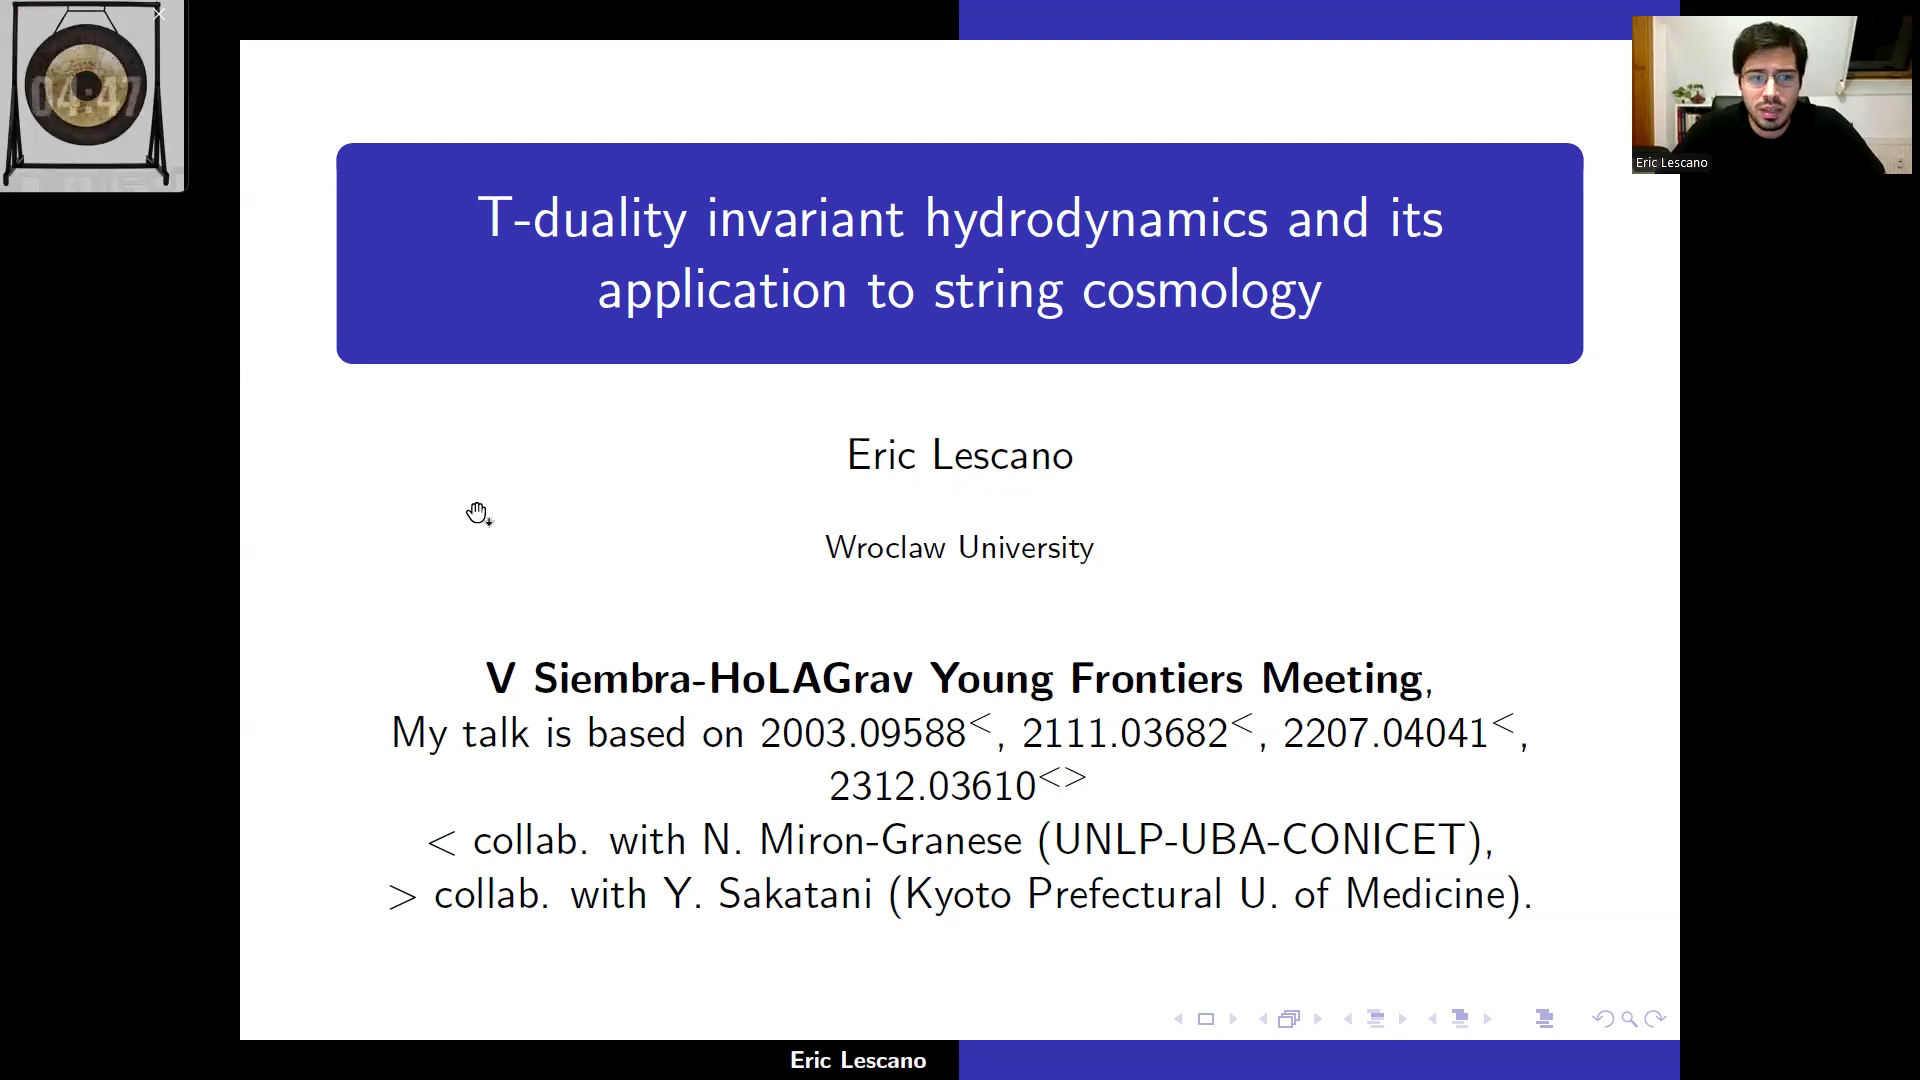 04:47
Eric Lescano
T-duality invariant hydrodynamics and its
application to string cosmology
Eric Lescano
Wroclaw University
V Siembra-HoLAGrav Young Frontiers Meeting,
My talk is based on 2003.09588<, 2111.03682<, 2207.04041<,
2312.03610<>
< collab. with N. Miron-Granese (UNLP-UBA-CONICET),
> collab. with Y. Sakatani (Kyoto Prefectural U. of Medicine).
Eric Lescano